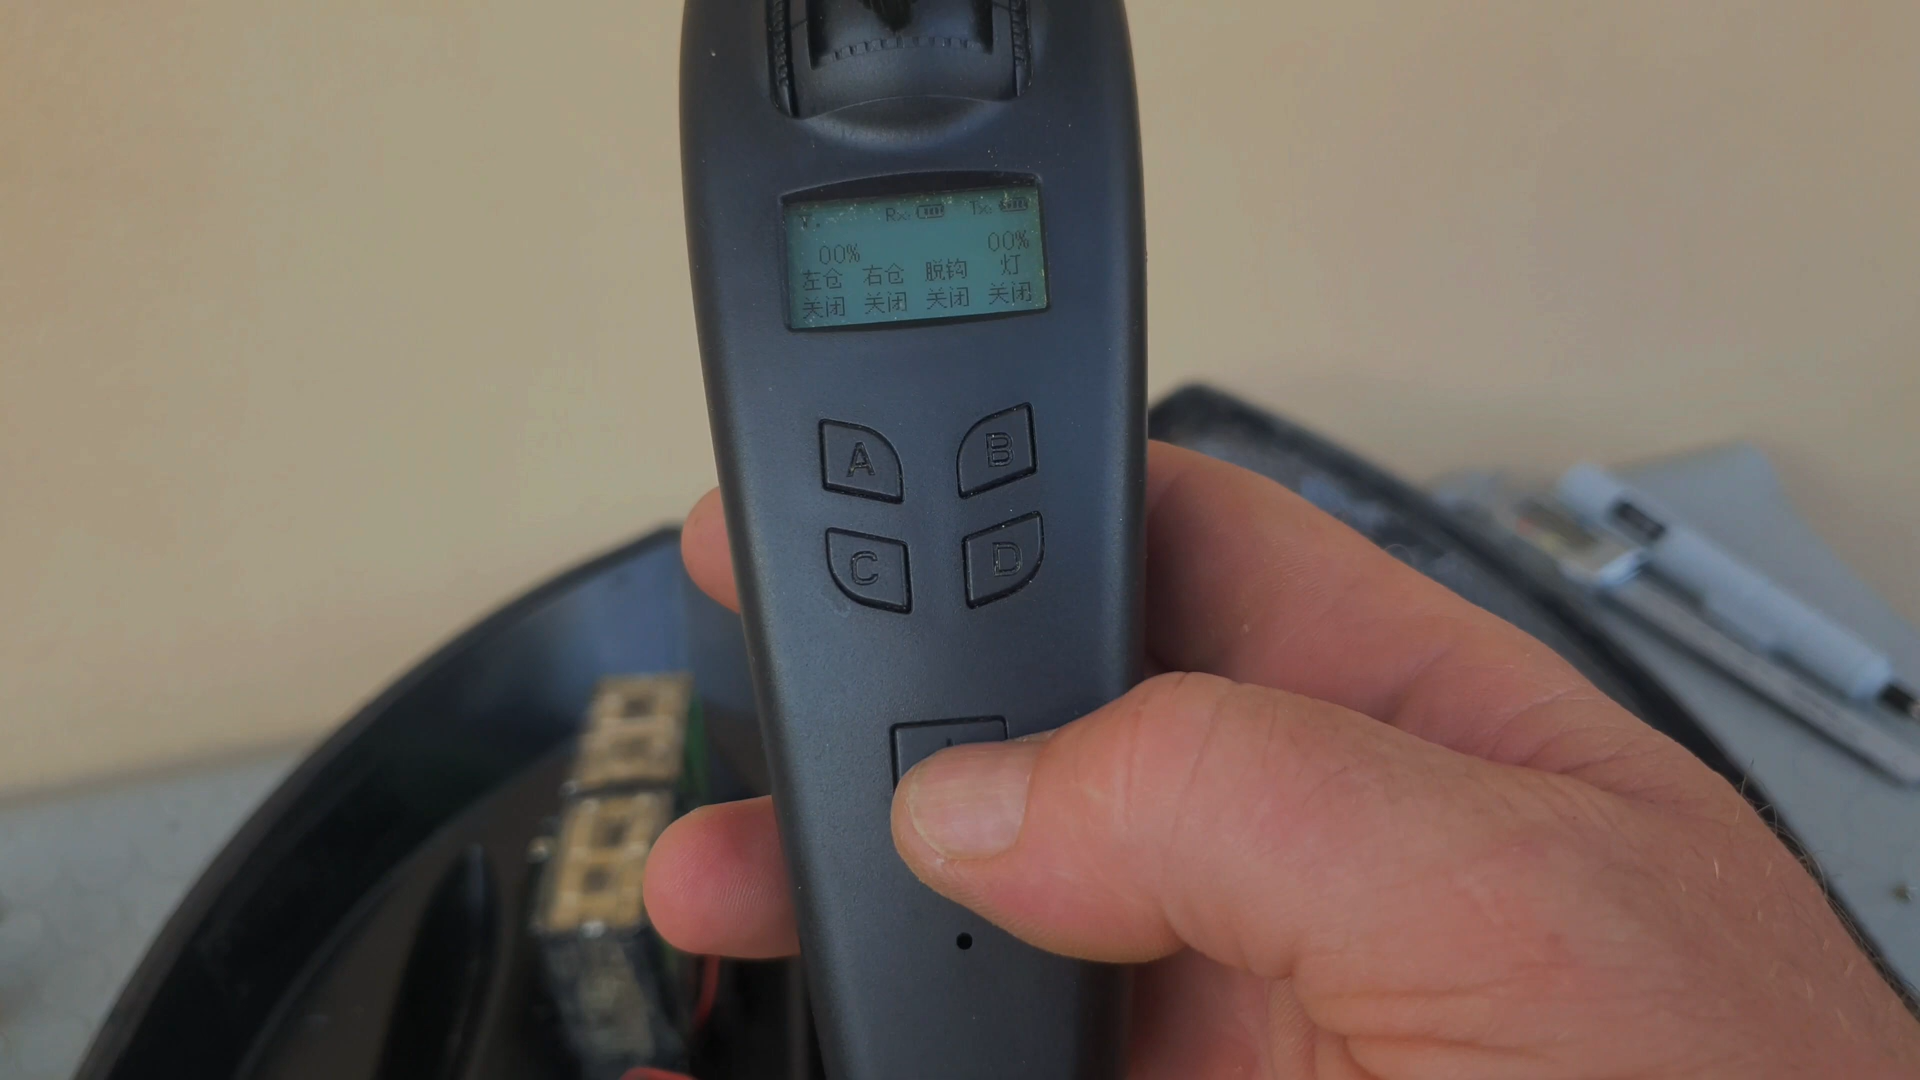 Rx Tx
00% 00%
左仓 右仓 脱钩 灯
关闭 关闭 关闭 关闭
A B
C D